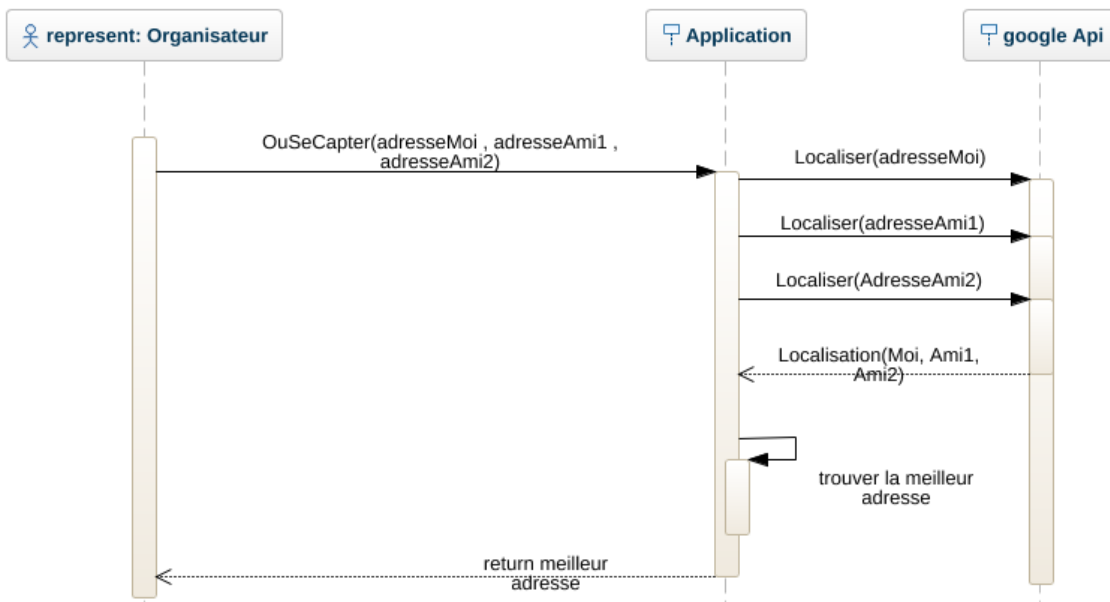 represent: Organisateur
Application
google Api
OuSeCapter(adresseMoi , adresseAmi1 ,
adresseAmi2)
Localiser(adresseMoi)
Localiser(adresseAmi1)
Localiser(AdresseAmi2)
Localisation(Moi, Ami1,
Ami2)
trouver la meilleur
adresse
return meilleur
adresse